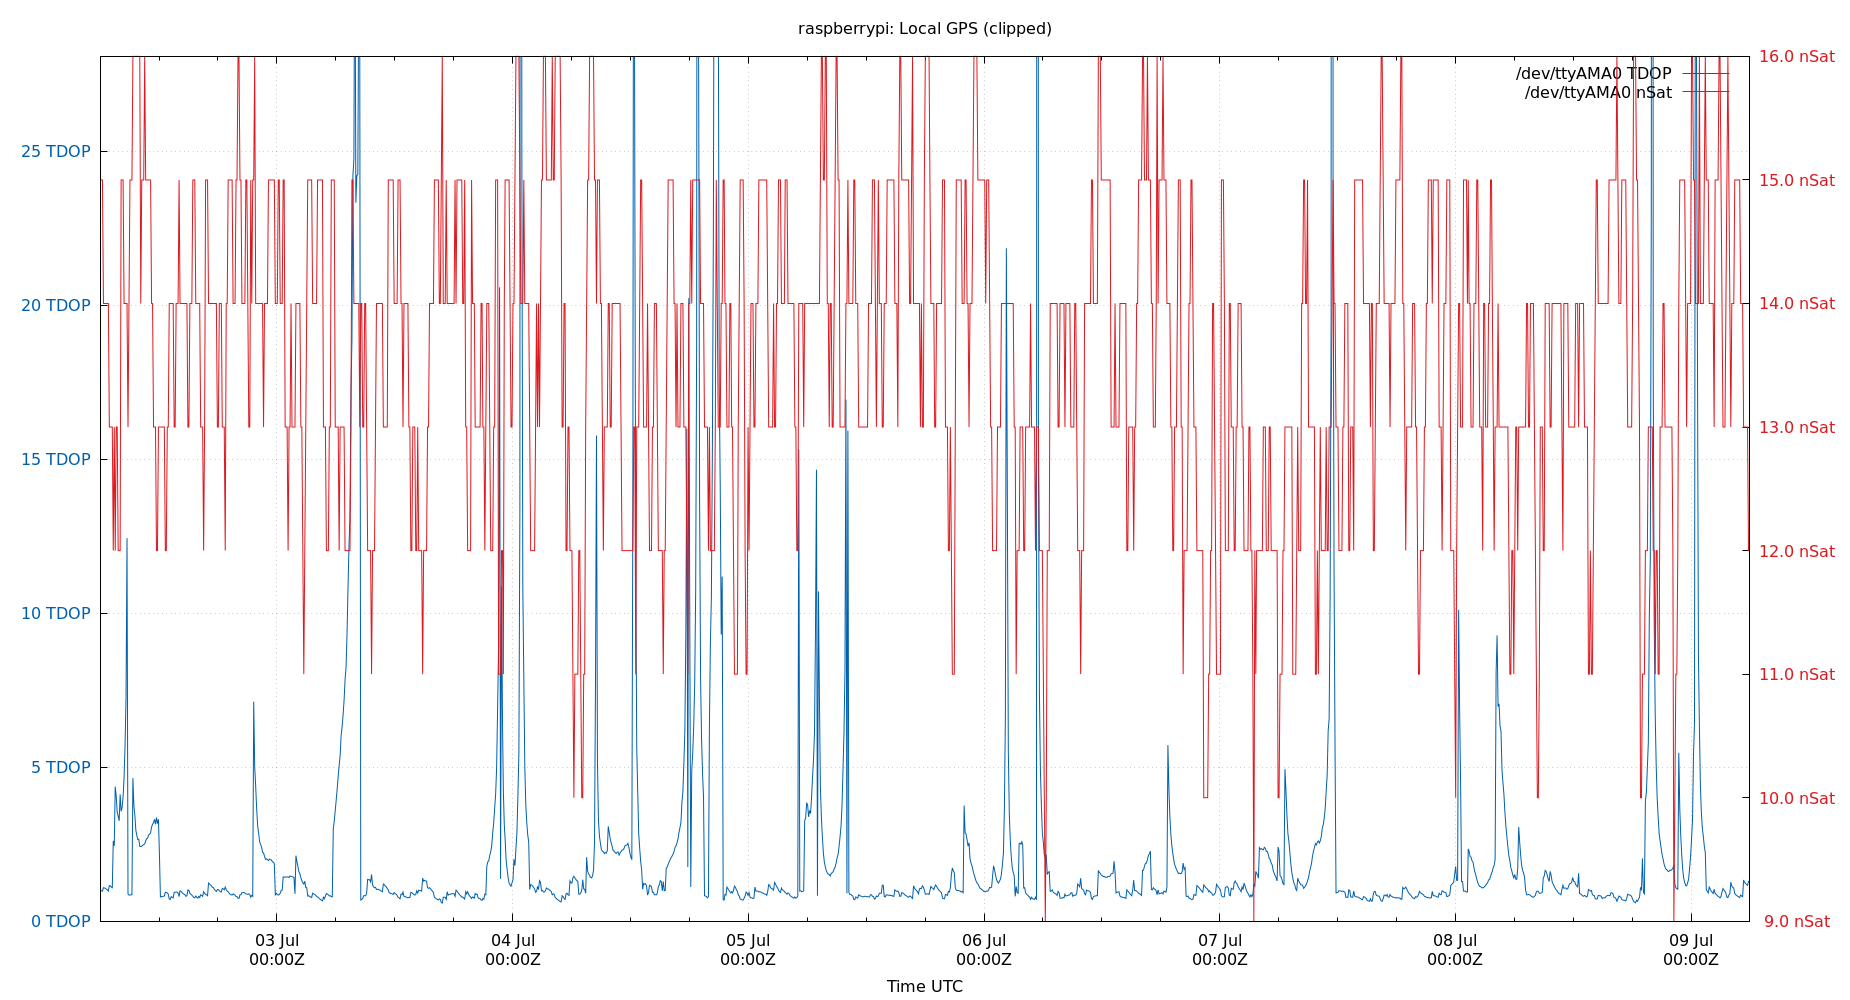 raspberrypi: Local GPS (clipped)
16.0 nSat
/dev/ttyAMA0 TDOP
/dev/ttyAMA0 nSat
25 TDOP
15.0 nSat
20 TDOP
14.0 nSat
15 TDOP
13.0 nSat
12.0 nSat
10 TDOP
11.0 nSat
5 TDOP
10.0 nSat
0 TDOP
9.0 nSat
03 Jul
00:00Z
04 Jul
00:00Z
05 Jul
00:00Z
06 Jul
00:00Z
07 Jul
00:00Z
08 Jul
00:00Z
09 Jul
00:00Z
Time UTC